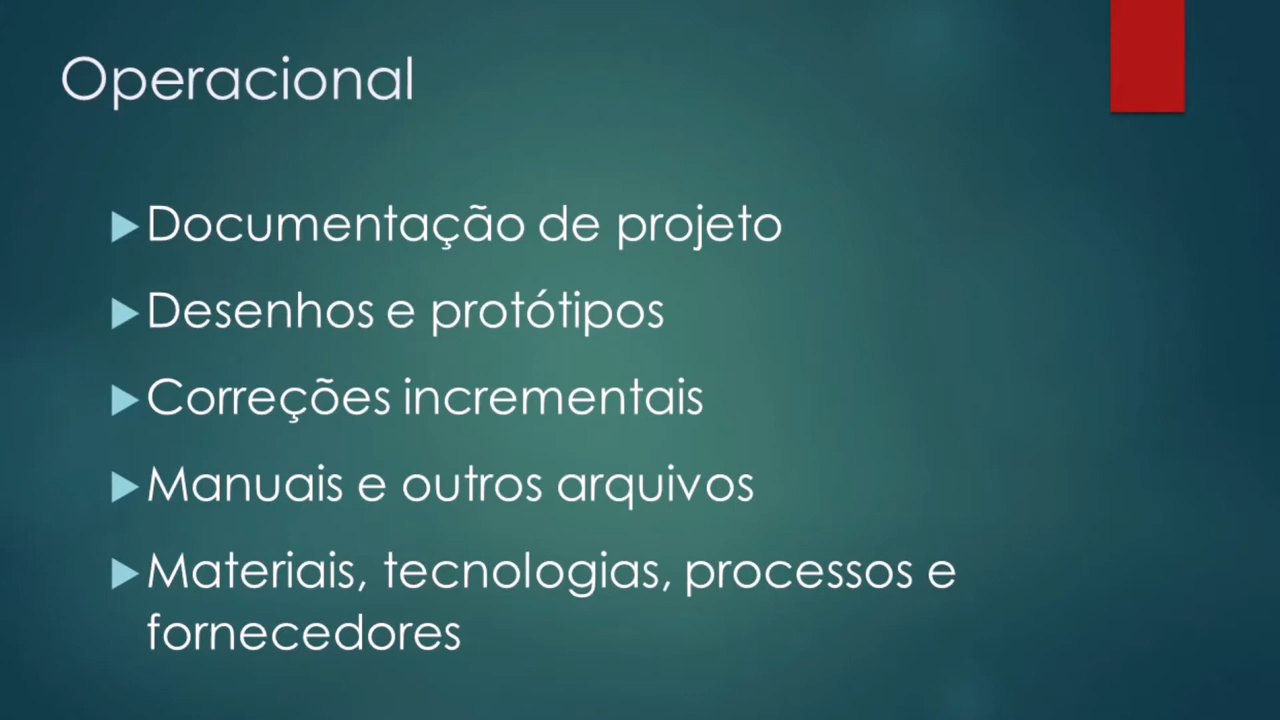 Operacional
Documentação de projeto
Desenhos e protótipos
Correções incrementais
Manuais e outros arquivos
Materiais, tecnologias, processos e
fornecedores